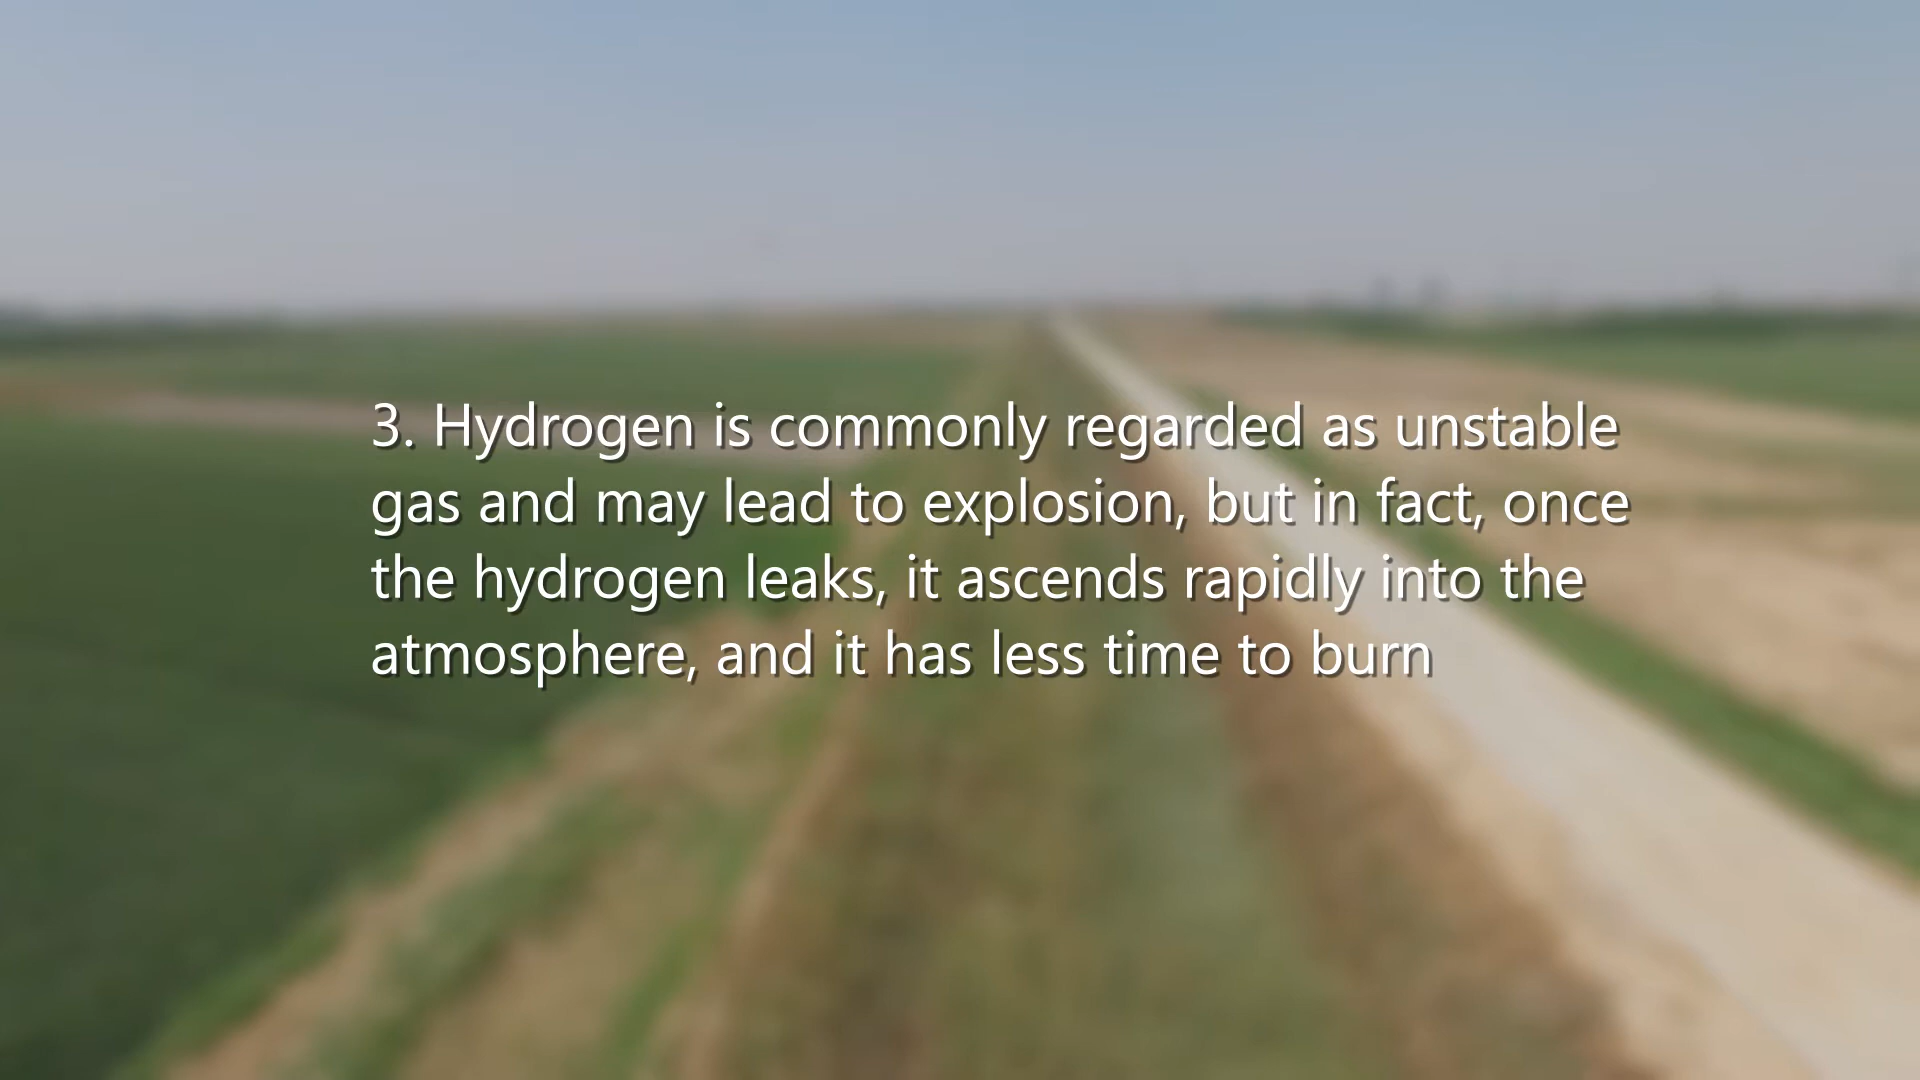 3. Hydrogen is commonly regarded as unstable
gas and may lead to explosion, but in fact, once
the hydrogen leaks, it ascends rapidly into the
atmosphere, and it has less time to burn